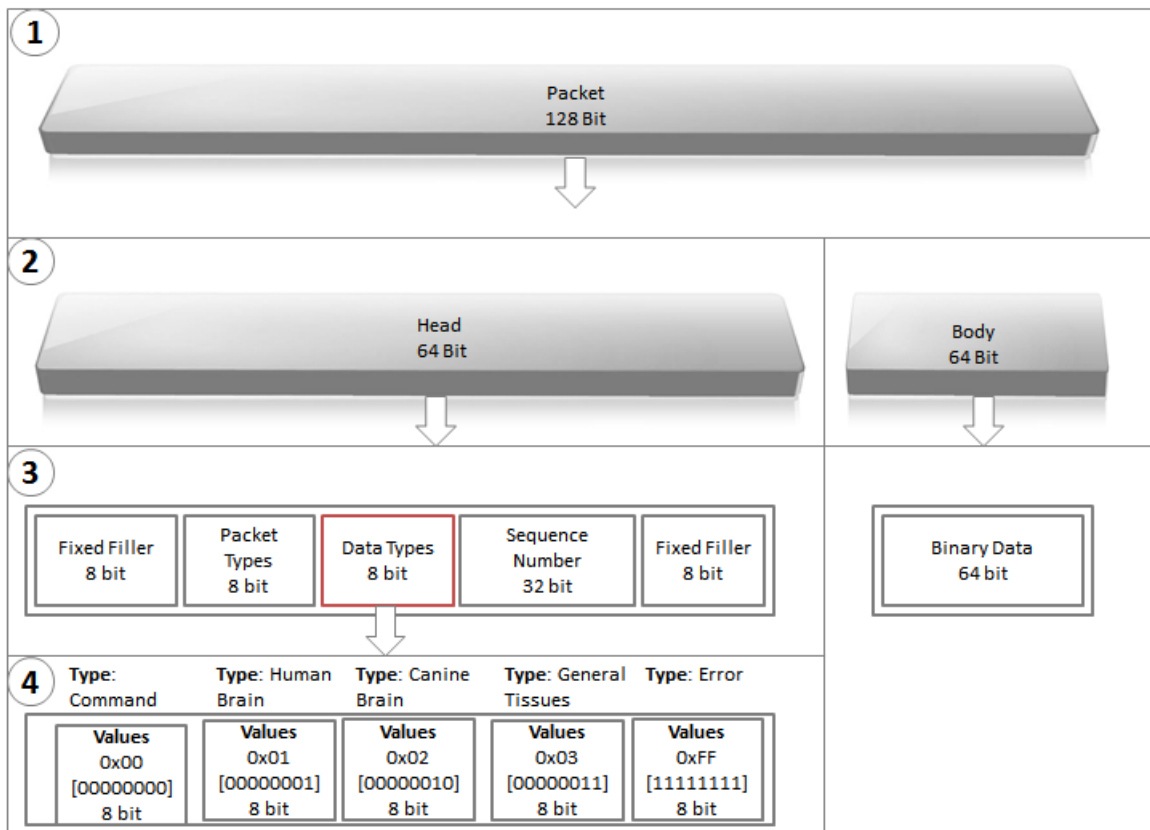 1
Packet
128 Bit
2
Head
64 Bit
Body
64 Bit
3
Fixed Filler
8 bit
Packet
Types
8 bit
Data Types
8 bit
Sequence
Number
32 bit
Fixed Filler
8 bit
Binary Data
64 bit
4
Type:
Command
Type: Human
Brain
Type: Canine
Brain
Type: General
Tissues
Type: Error
Values
0x00
[00000000]
8 bit
Values
0x01
[00000001]
8 bit
Values
0x02
[00000010]
8 bit
Values
0x03
[00000011]
8 bit
Values
0xFF
[11111111]
8 bit